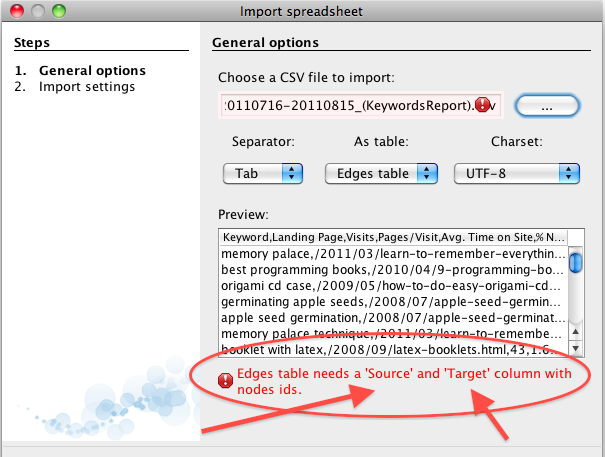 Import spreadsheet
Steps
1. General options
2. Import settings
General options
Choose a CSV file to import:
20110716-20110815_(KeywordsReport).
...
Separator: As table: Charset:
Tab Edges table UTF-8
Preview:
Keyword,Landing Page,Visits,Pages/Visit,Avg. Time on Site,% N...
memory palace,/2011/03/learn-to-remember-everythin...
best programming books,/2010/04/9-programming-bo...
origami cd case,/2009/05/how-to-do-easy-origami-cd...
germinating apple seeds,/2008/07/apple-seed-germin...
apple seed germination,/2008/07/apple-seed-germinat...
memory palace technique,/2011/03/learn-to-remembe...
booklet with latex,/2008/09/latex-booklets.html,43,1.6...
Edges table needs a 'Source' and 'Target' column with
nodes ids.